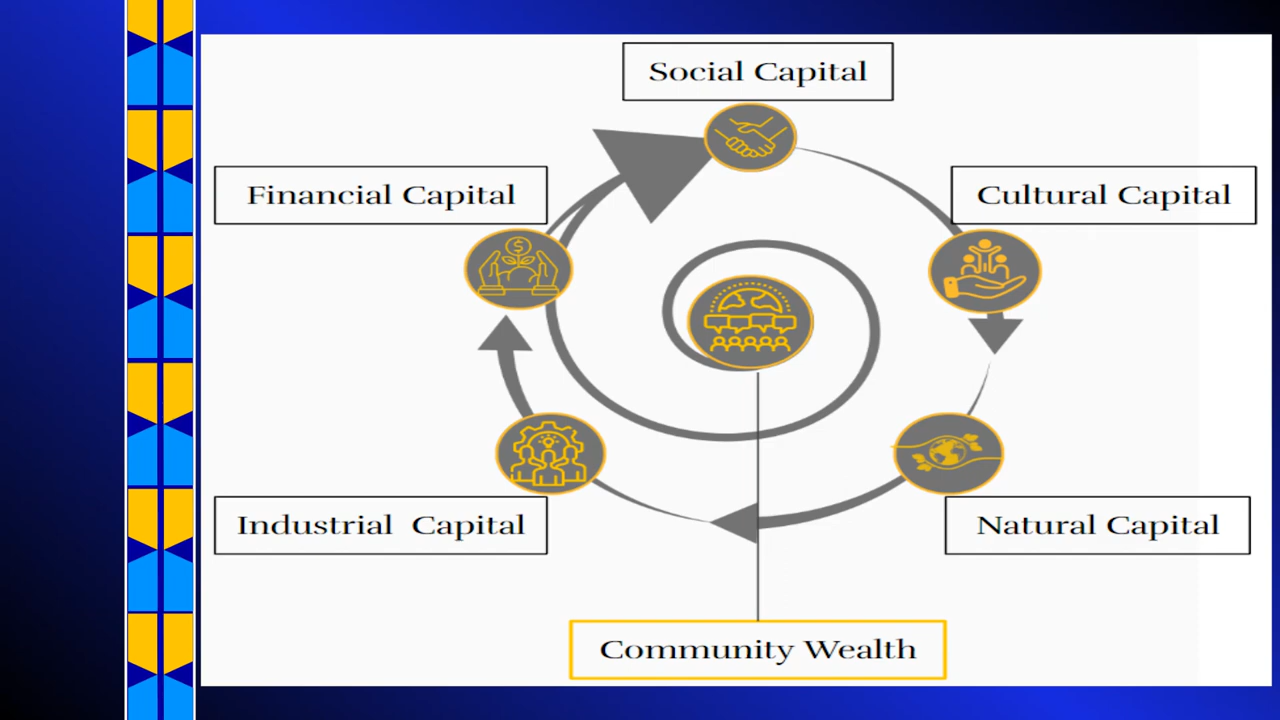 Social Capital
Financial Capital
Cultural Capital
Industrial Capital
Natural Capital
Community Wealth